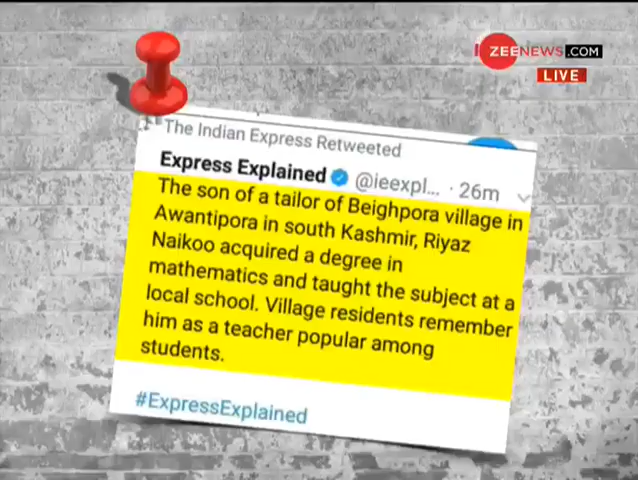 ZEENEWS.COM
LIVE
The Indian Express Retweeted
Express Explained @ieexpl... · 26m
The son of a tailor of Beighpora village in
Awantipora in south Kashmir, Riyaz
Naikoo acquired a degree in
mathematics and taught the subject at a
local school. Village residents remember
him as a teacher popular among
students.
#ExpressExplained